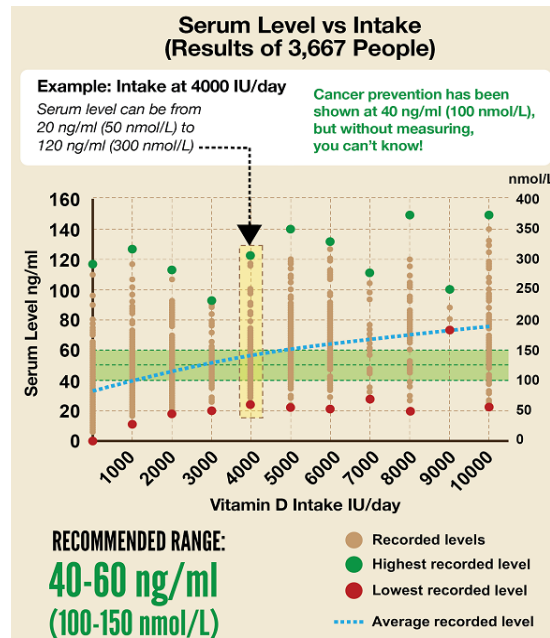 Serum Level vs Intake
(Results of 3,667 People)
Example: Intake at 4000 IU/day
Serum level can be from
20 ng/ml (50 nmol/L) to
120 ng/ml (300 nmol/L)
Cancer prevention has been
shown at 40 ng/ml (100 nmol/L),
but without measuring,
you can't know!
nmol/L
Serum Level ng/ml
160
140
120
100
80
60
40
20
0
400
350
300
250
200
150
100
50
0
1000
2000
3000
4000
5000
6000
7000
8000
9000
10000
Vitamin D Intake IU/day
RECOMMENDED RANGE:
40-60 ng/ml
(100-150 nmol/L)
Recorded levels
Highest recorded level
Lowest recorded level
Average recorded level